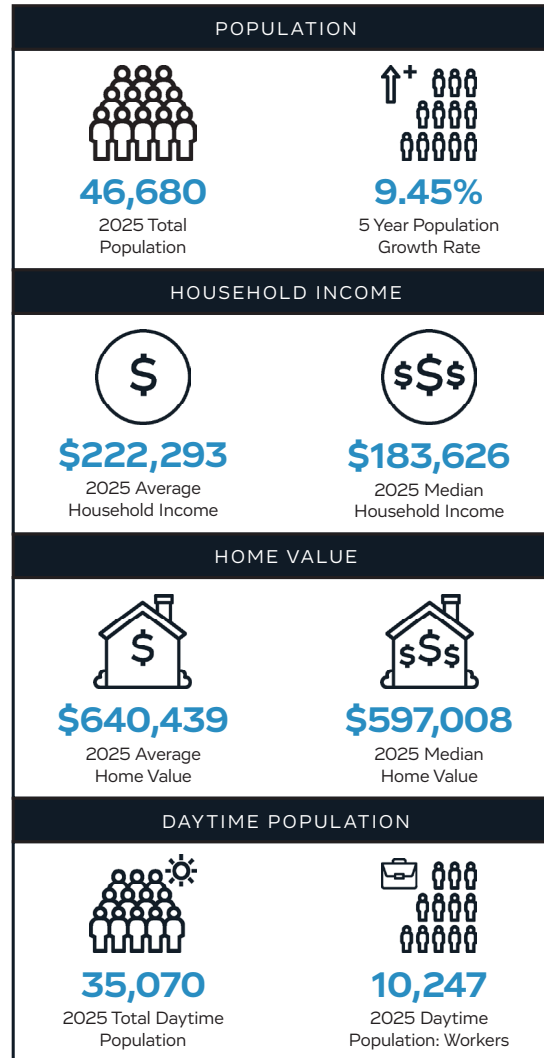 POPULATION
46,680
2025 Total
Population
9.45%
5 Year Population
Growth Rate
HOUSEHOLD INCOME
$
$222,293
2025 Average
Household Income
$$$
$183,626
2025 Median
Household Income
HOME VALUE
$
$640,439
2025 Average
Home Value
$$$
$597,008
2025 Median
Home Value
DAYTIME POPULATION
35,070
2025 Total Daytime
Population
10,247
2025 Daytime
Population: Workers